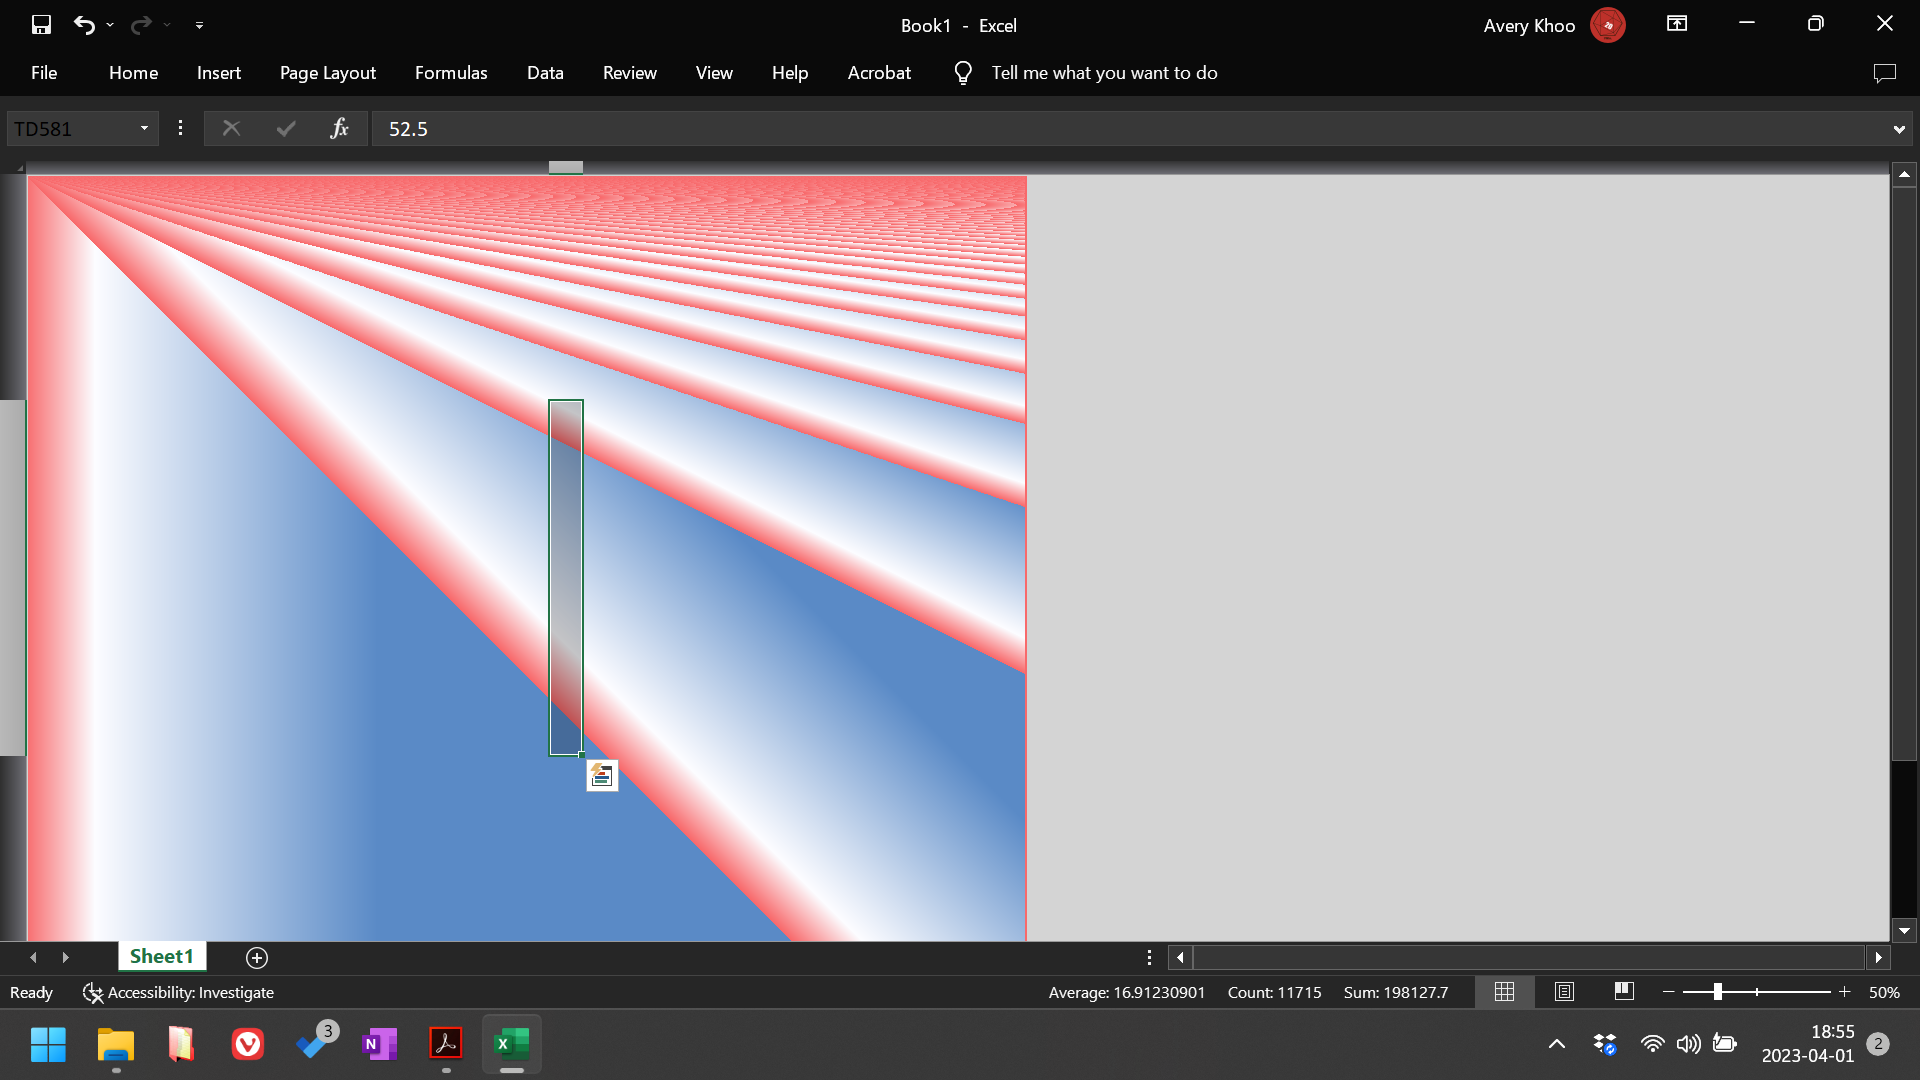 Book1 - Excel
Avery Khoo
File Home Insert Page Layout Formulas Data Review View Help Acrobat Tell me what you want to do
TD581 fx 52.5
Sheet1
Ready Accessibility: Investigate Average: 16.91230901 Count: 11715 Sum: 198127.7 50%
3
N
X
18:55
2023-04-01
2